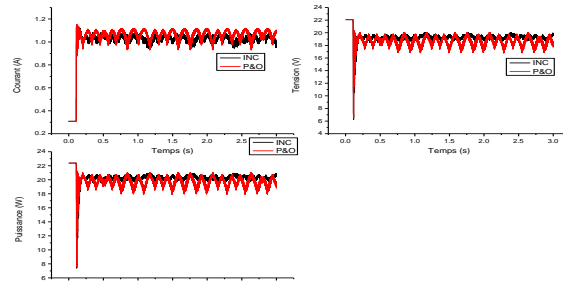 Courant (A)
1.2
1.0
0.8
0.6
0.4
0.2
INC
P&O
0.0 0.5 1.0 1.5 2.0 2.5
Temps (s)
Tension (V)
24
22
20
18
16
14
12
10
8
6
4
INC
P&O
0.0 0.5 1.0 1.5 2.0 2.5 3.0
Temps (s)
INC
P&O
Puissance (W)
24
22
20
18
16
14
12
10
8
6